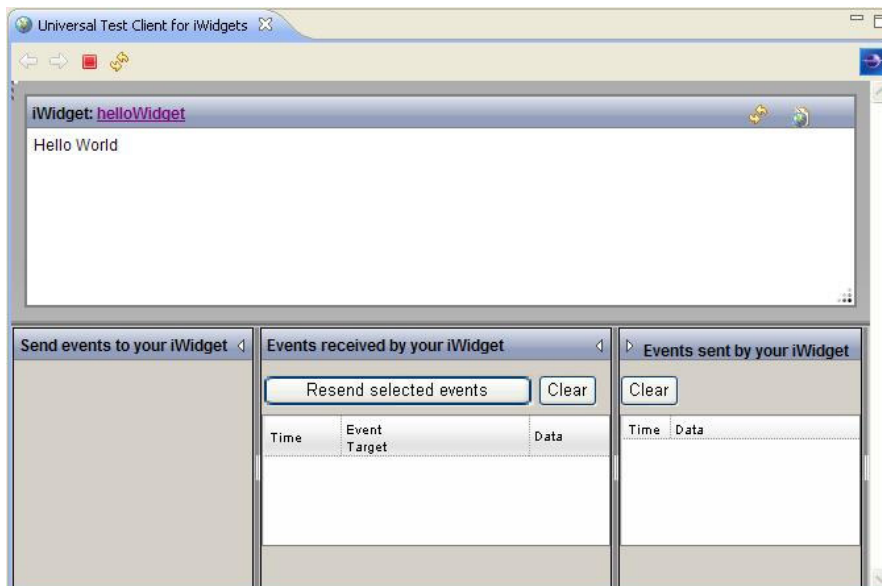 Universal Test Client for iWidgets
iWidget: helloWidget
Hello World
Send events to your iWidget
Events received by your iWidget
Resend selected events
Clear
Time
Event Target
Data
Events sent by your iWidget
Clear
Time
Data